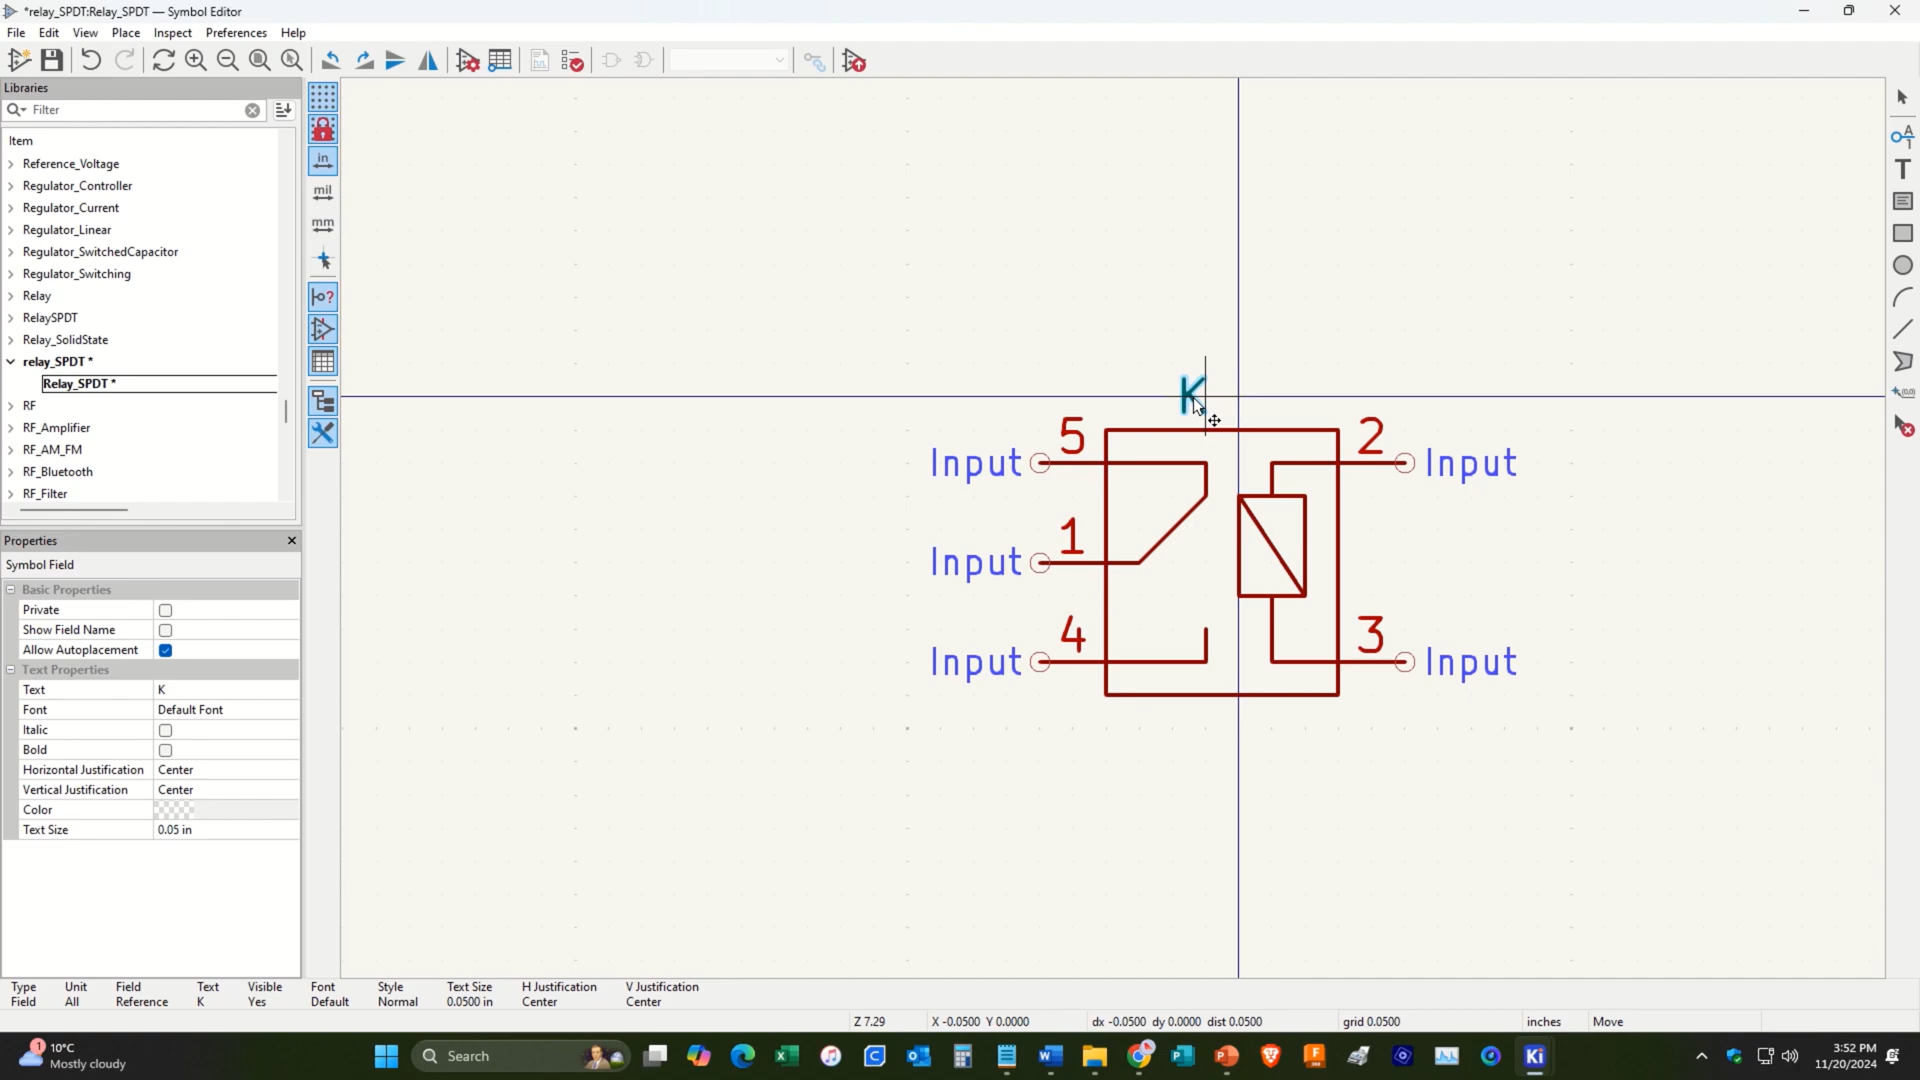 *relay_SPDT:Relay_SPDT — Symbol Editor
File Edit View Place Inspect Preferences Help
Libraries
Filter
Item
Reference_Voltage
Regulator_Controller
Regulator_Current
Regulator_Linear
Regulator_SwitchedCapacitor
Regulator_Switching
Relay
RelaySPDT
Relay_SolidState
relay_SPDT *
Relay_SPDT *
RF
RF_Amplifier
RF_AM_FM
RF_Bluetooth
RF_Filter
in
mil
mm
Properties
Symbol Field
Basic Properties
Private
Show Field Name
Allow Autoplacement
Text Properties
Text K
Font Default Font
Italic
Bold
Horizontal Justification Center
Vertical Justification Center
Color
Text Size 0.05 in
K
5 2
Input Input
1
Input
4 3
Input Input
Type Unit Field Text Visible Font Style Text Size H Justification V Justification
Field All Reference K Yes Default Normal 0.0500 in Center Center
Z 7.29 X -0.0500 Y 0.0000 dx -0.0500 dy 0.0000 dist 0.0500 grid 0.0500 inches Move
1
10°C
Mostly cloudy
Search
Ki
3:52 PM
11/20/2024